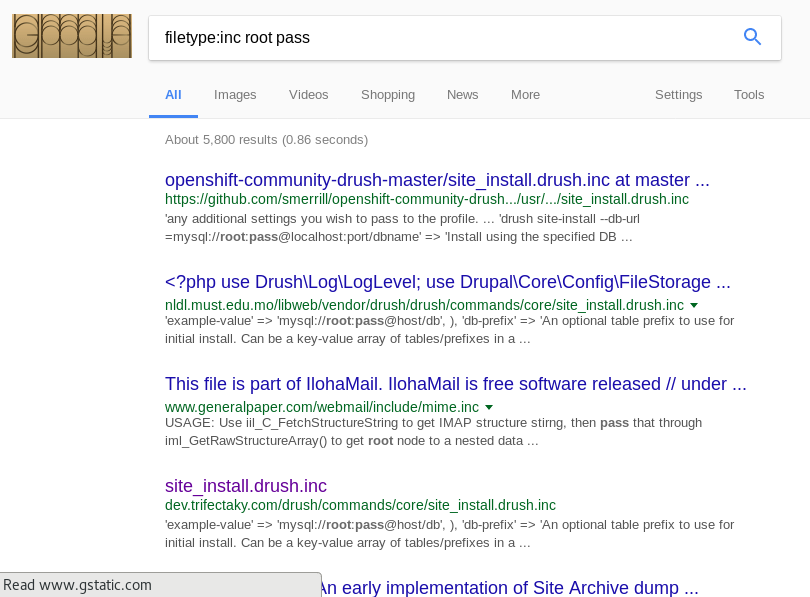 Google
filetype:inc root pass
All Images Videos Shopping News More Settings Tools
About 5,800 results (0.86 seconds)
openshift-community-drush-master/site_install.drush.inc at master ...
https://github.com/smerrill/openshift-community-drush.../usr/.../site_install.drush.inc
'any additional settings you wish to pass to the profile. ... 'drush site-install --db-url
=mysql://root:pass@localhost:port/dbname' => 'Install using the specified DB ...
<?php use Drush\Log\LogLevel; use Drupal\Core\Config\FileStorage ...
nldl.must.edu.mo/libweb/vendor/drush/drush/commands/core/site_install.drush.inc
'example-value' => 'mysql://root:pass@host/db', ), 'db-prefix' => 'An optional table prefix to use for
initial install. Can be a key-value array of tables/prefixes in a ...
This file is part of IlohaMail. IlohaMail is free software released // under ...
www.generalpaper.com/webmail/include/mime.inc
USAGE: Use iil_C_FetchStructureString to get IMAP structure stirng, then pass that through
iml_GetRawStructureArray() to get root node to a nested data ...
site_install.drush.inc
dev.trifectaky.com/drush/commands/core/site_install.drush.inc
'example-value' => 'mysql://root:pass@host/db', ), 'db-prefix' => 'An optional table prefix to use for
initial install. Can be a key-value array of tables/prefixes in a ...
An early implementation of Site Archive dump ...
Read www.gstatic.com